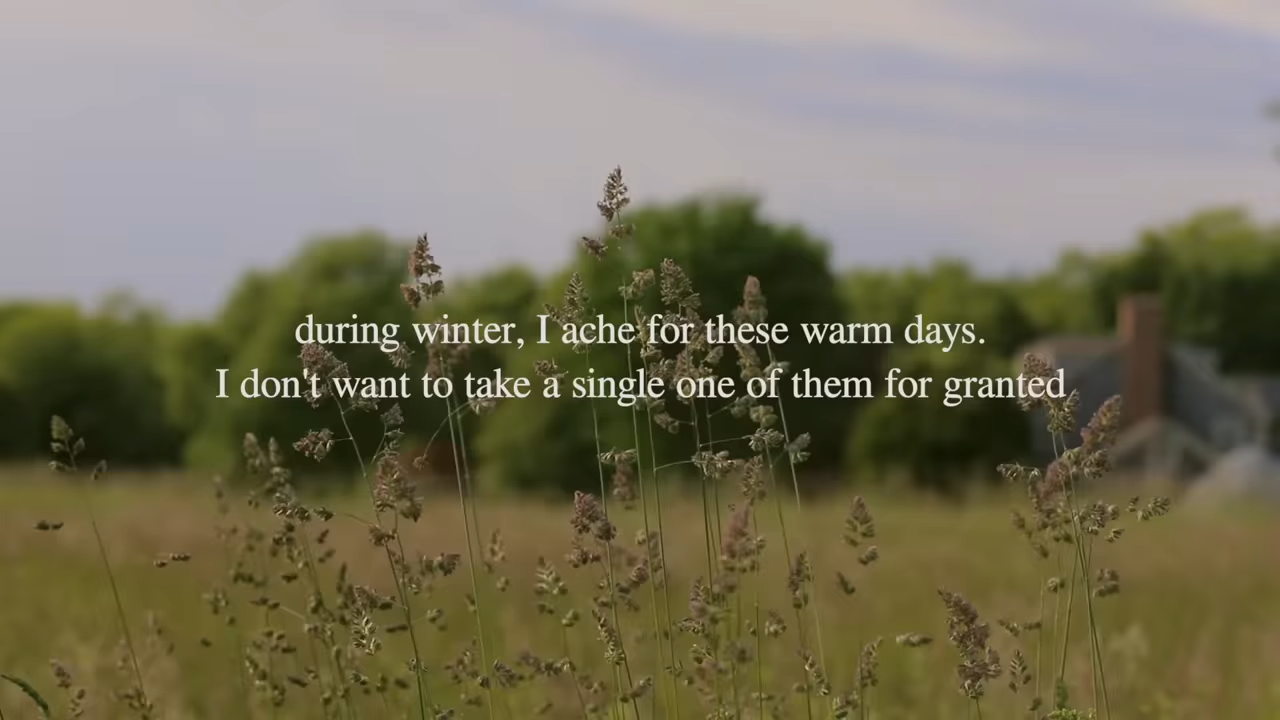 during winter, I ache for these warm days.
I don't want to take a single one of them for granted